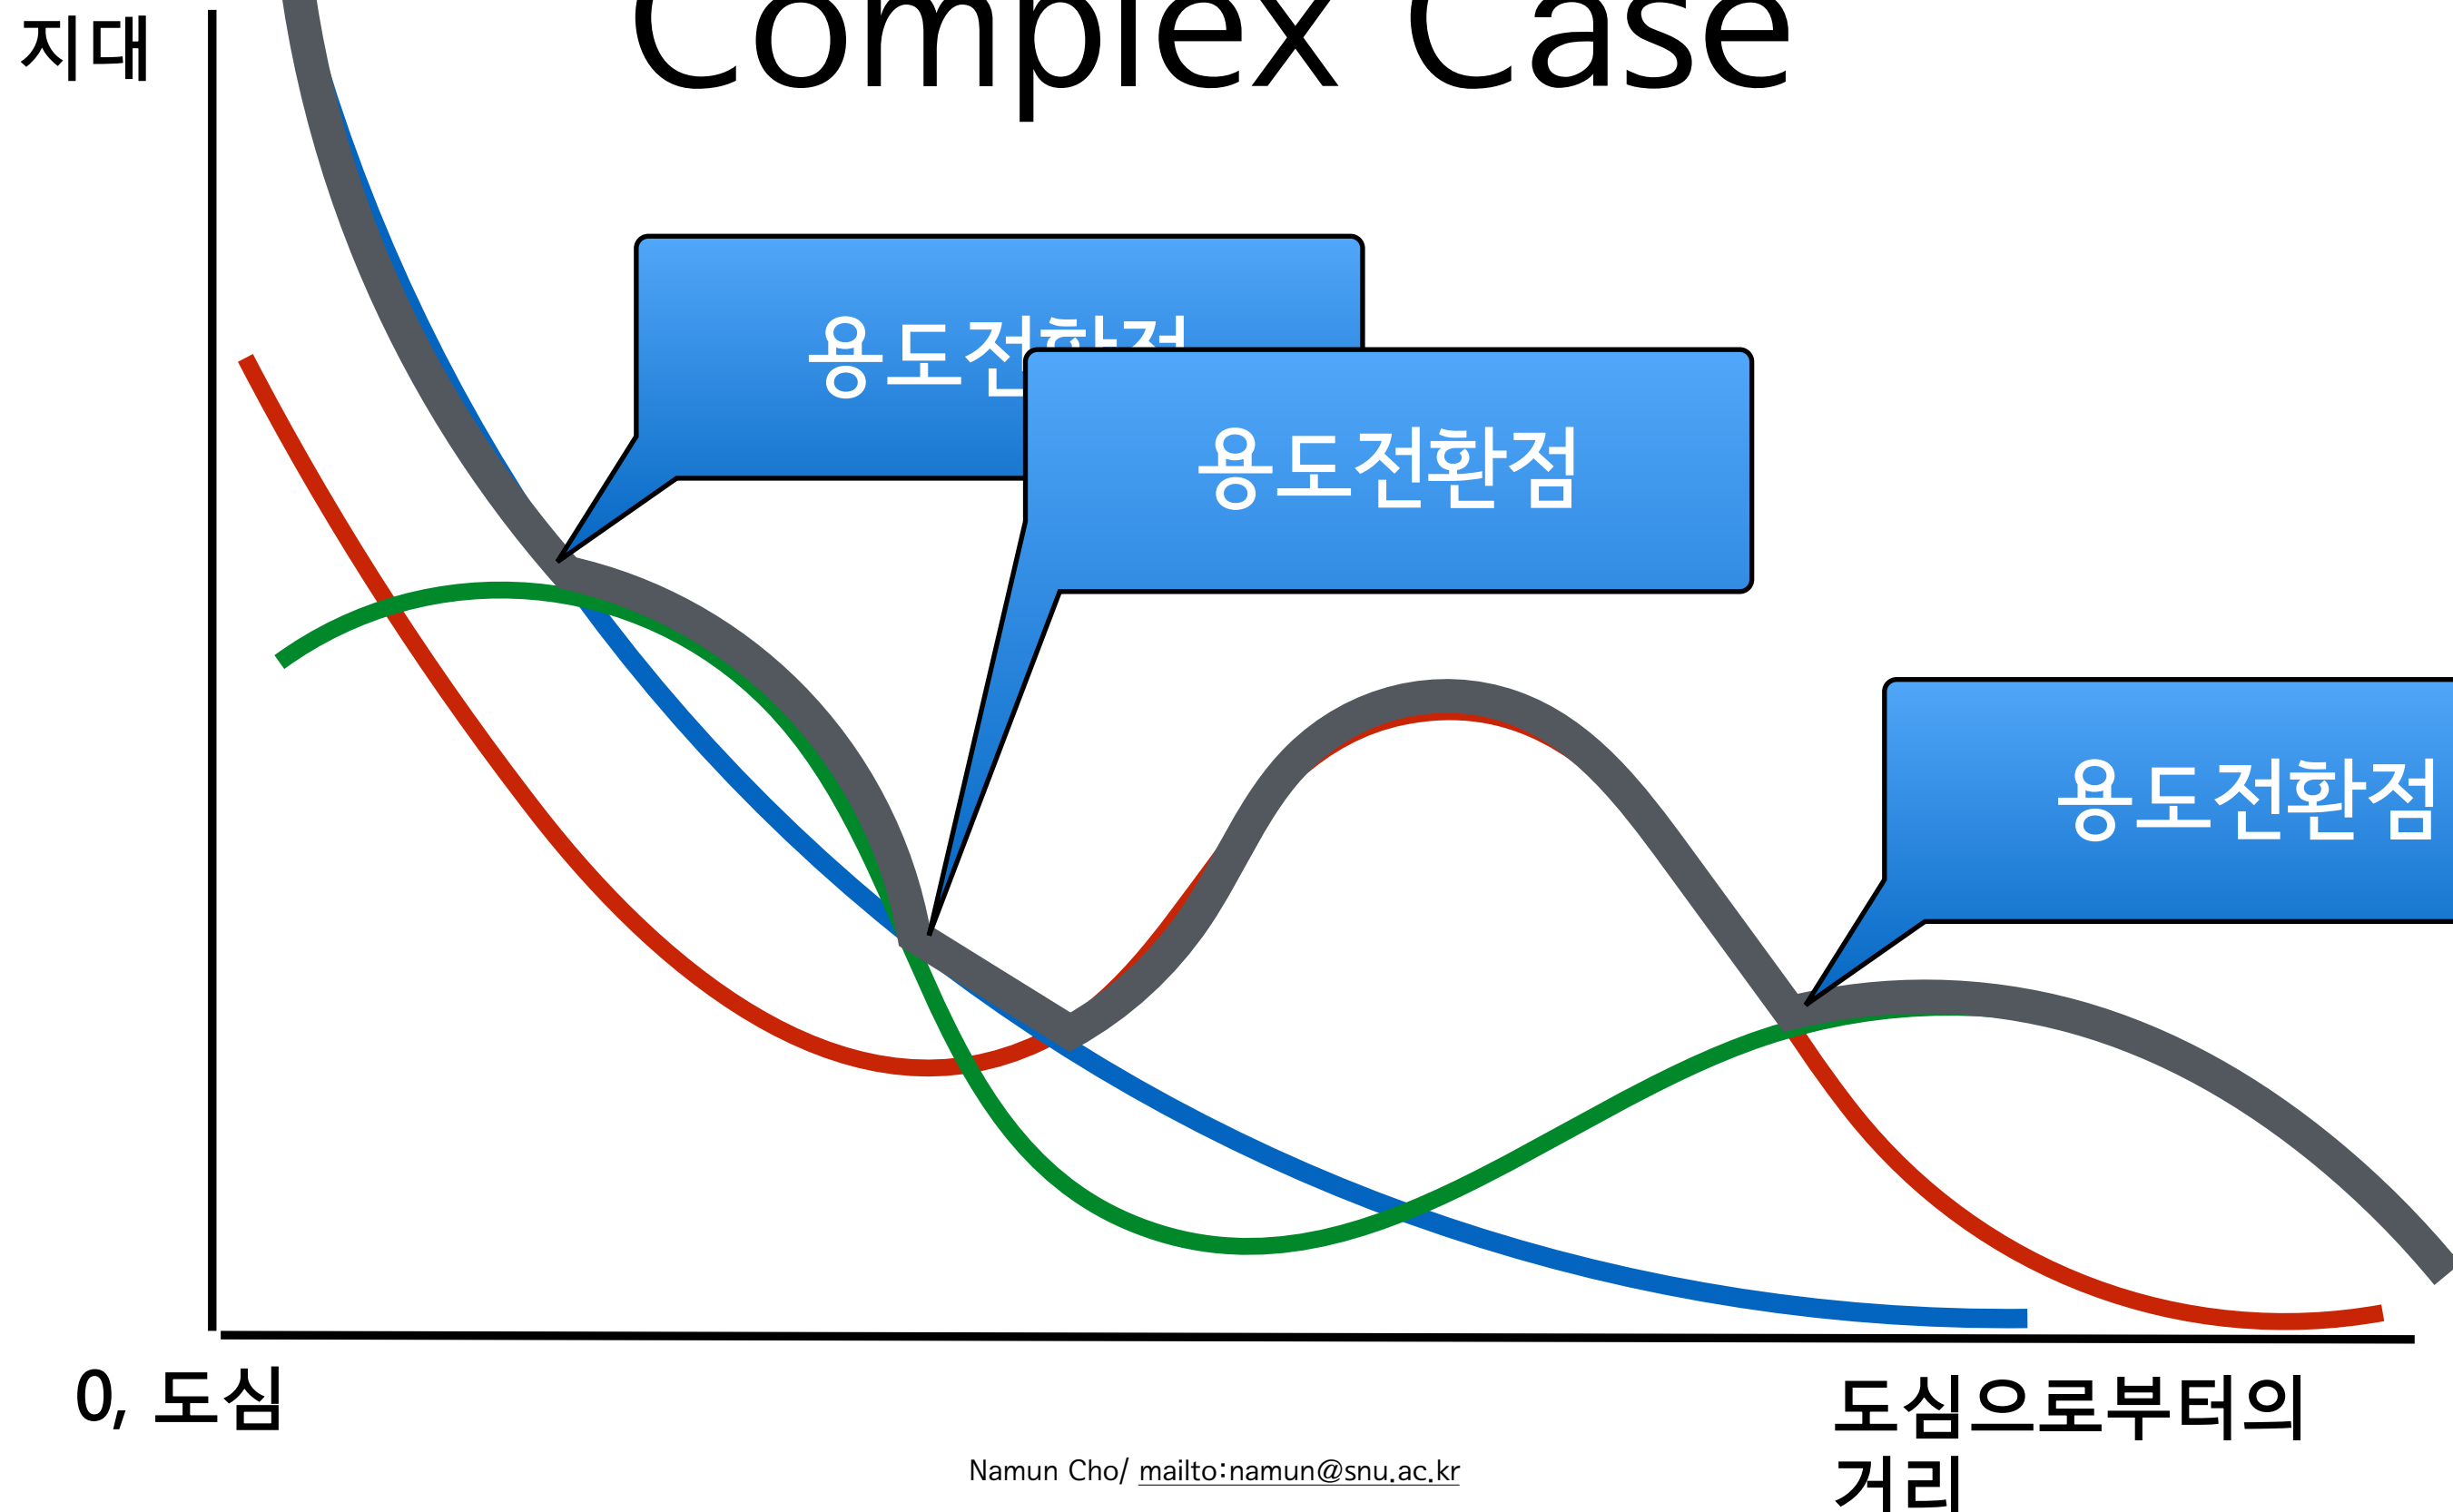 Complex Case
지대
용도전환점
용도전환점
용도전환점
0, 도심
도심으로부터의
거리
Namun Cho/ mailto:namun@snu.ac.kr